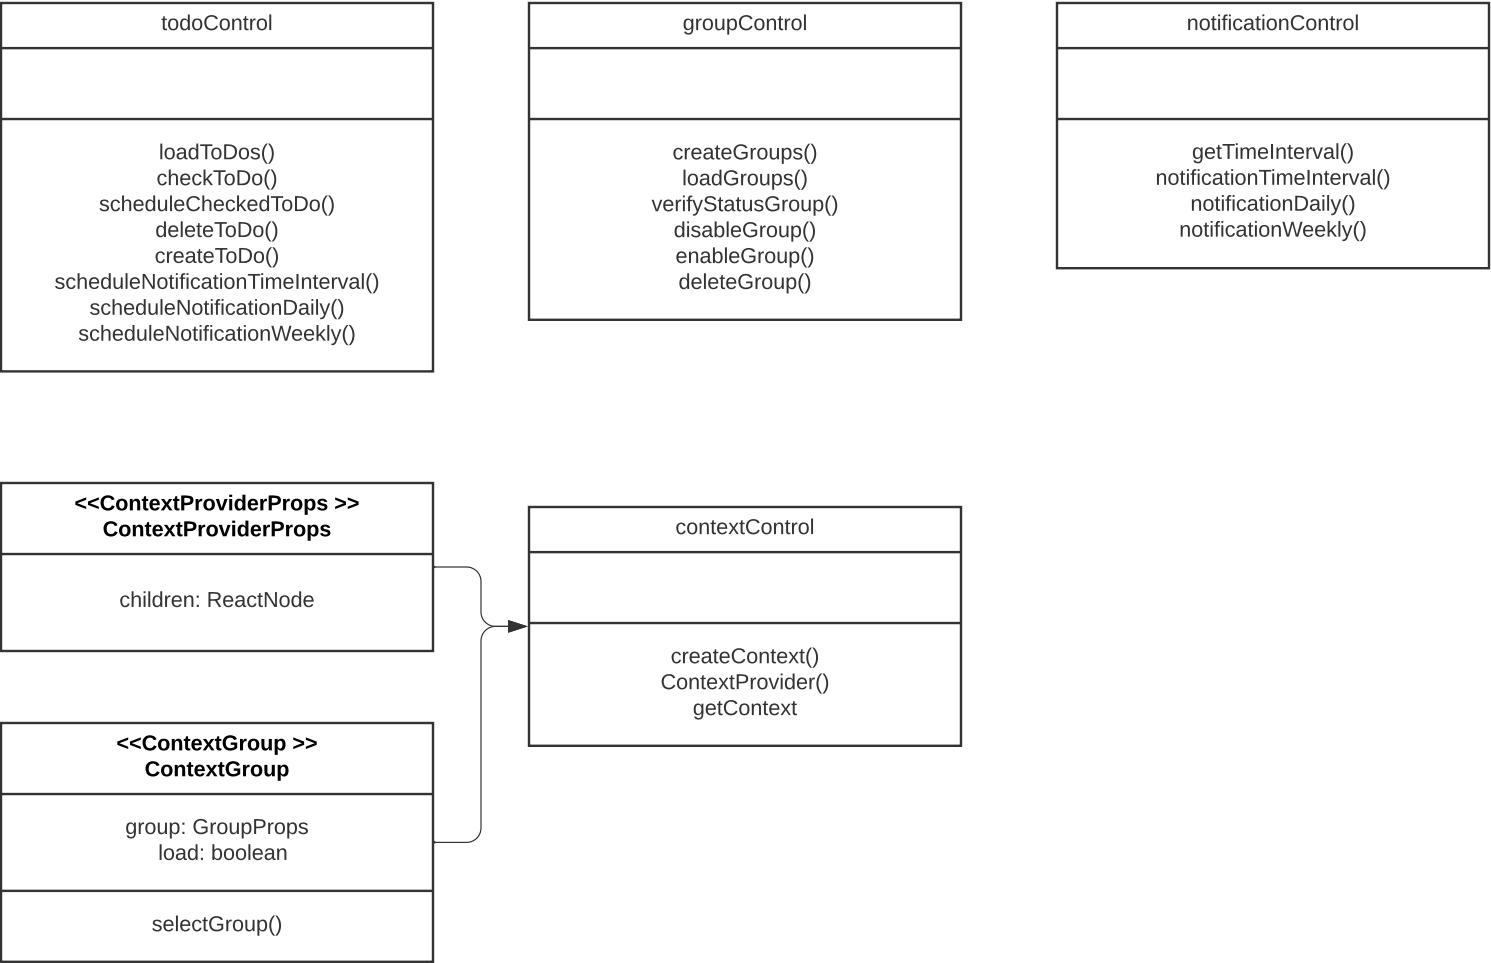 todoControl
loadToDos()
checkToDo()
scheduleCheckedToDo()
deleteToDo()
createToDo()
scheduleNotificationTimeInterval()
scheduleNotificationDaily()
scheduleNotificationWeekly()
groupControl
createGroups()
loadGroups()
verifyStatusGroup()
disableGroup()
enableGroup()
deleteGroup()
notificationControl
getTimeInterval()
notificationTimeInterval()
notificationDaily()
notificationWeekly()
<<ContextProviderProps >>
ContextProviderProps
children: ReactNode
contextControl
createContext()
ContextProvider()
getContext
<<ContextGroup >>
ContextGroup
group: GroupProps
load: boolean
selectGroup()